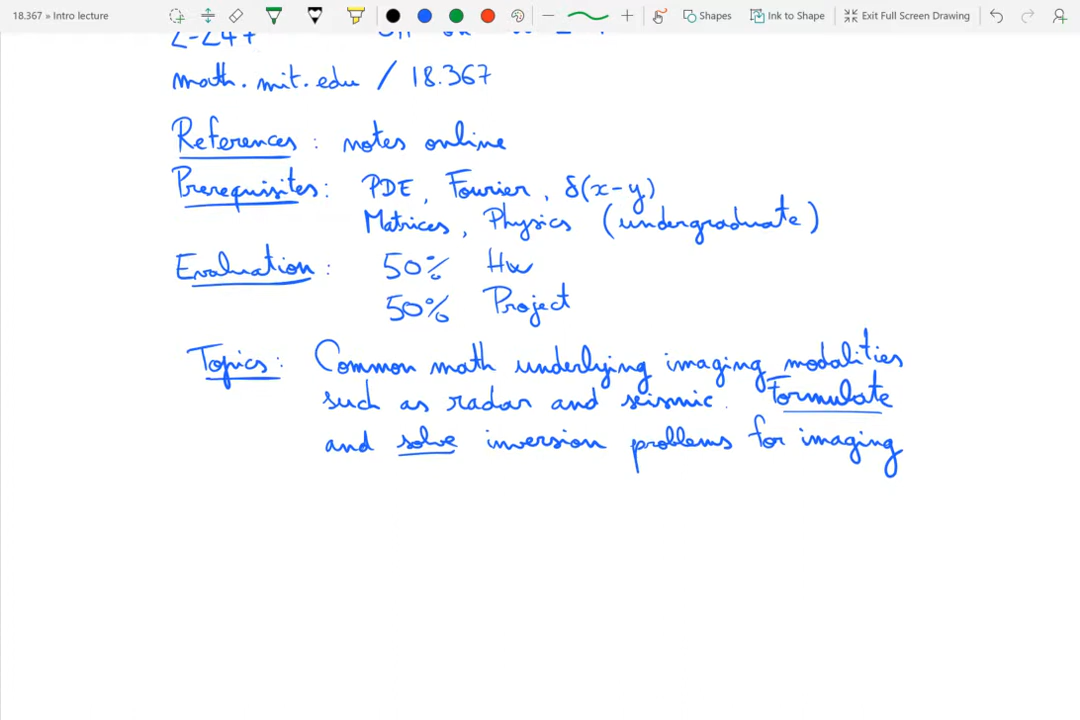 18.367 » Intro lecture
Shapes
Ink to Shape
Exit Full Screen Drawing
math.mit.edu / 18.367
References : notes online
Prerequisites : PDE, Fourier, δ(x-y)
Matrices, Physics (undergraduate)
Evaluation : 50% Hw
50% Project
Topics : Common math underlying imaging modalities
such as radar and seismic. Formulate
and solve inversion problems for imaging